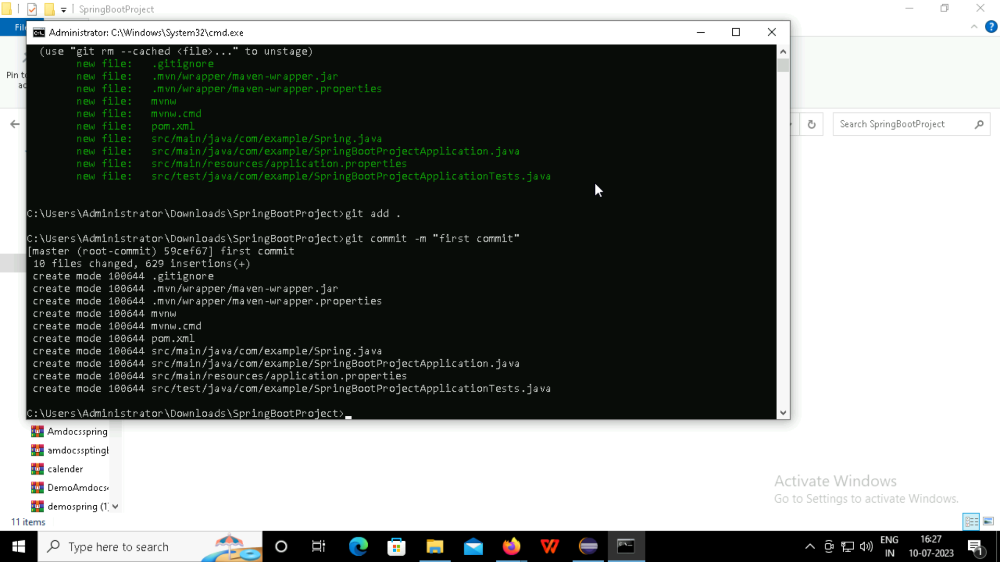 SpringBootProject
Administrator: C:\Windows\System32\cmd.exe
(use "git rm --cached <file>..." to unstage)
new file: .gitignore
new file: .mvn/wrapper/maven-wrapper.jar
new file: .mvn/wrapper/maven-wrapper.properties
new file: mvnw
new file: mvnw.cmd
new file: pom.xml
new file: src/main/java/com/example/Spring.java
new file: src/main/java/com/example/SpringBootProjectApplication.java
new file: src/main/resources/application.properties
new file: src/test/java/com/example/SpringBootProjectApplicationTests.java
C:\Users\Administrator\Downloads\SpringBootProject>git add .
C:\Users\Administrator\Downloads\SpringBootProject>git commit -m "first commit"
[master (root-commit) 59cef67] first commit
10 files changed, 629 insertions(+)
create mode 100644 .gitignore
create mode 100644 .mvn/wrapper/maven-wrapper.jar
create mode 100644 .mvn/wrapper/maven-wrapper.properties
create mode 100644 mvnw
create mode 100644 mvnw.cmd
create mode 100644 pom.xml
create mode 100644 src/main/java/com/example/Spring.java
create mode 100644 src/main/java/com/example/SpringBootProjectApplication.java
create mode 100644 src/main/resources/application.properties
create mode 100644 src/test/java/com/example/SpringBootProjectApplicationTests.java
C:\Users\Administrator\Downloads\SpringBootProject>
Pin
Search SpringBootProject
Amdocsspring
calender
demospring (1)
11 items
Activate Windows
Go to Settings to activate Windows.
Type here to search
ENG
IN
16:27
10-07-2023
1